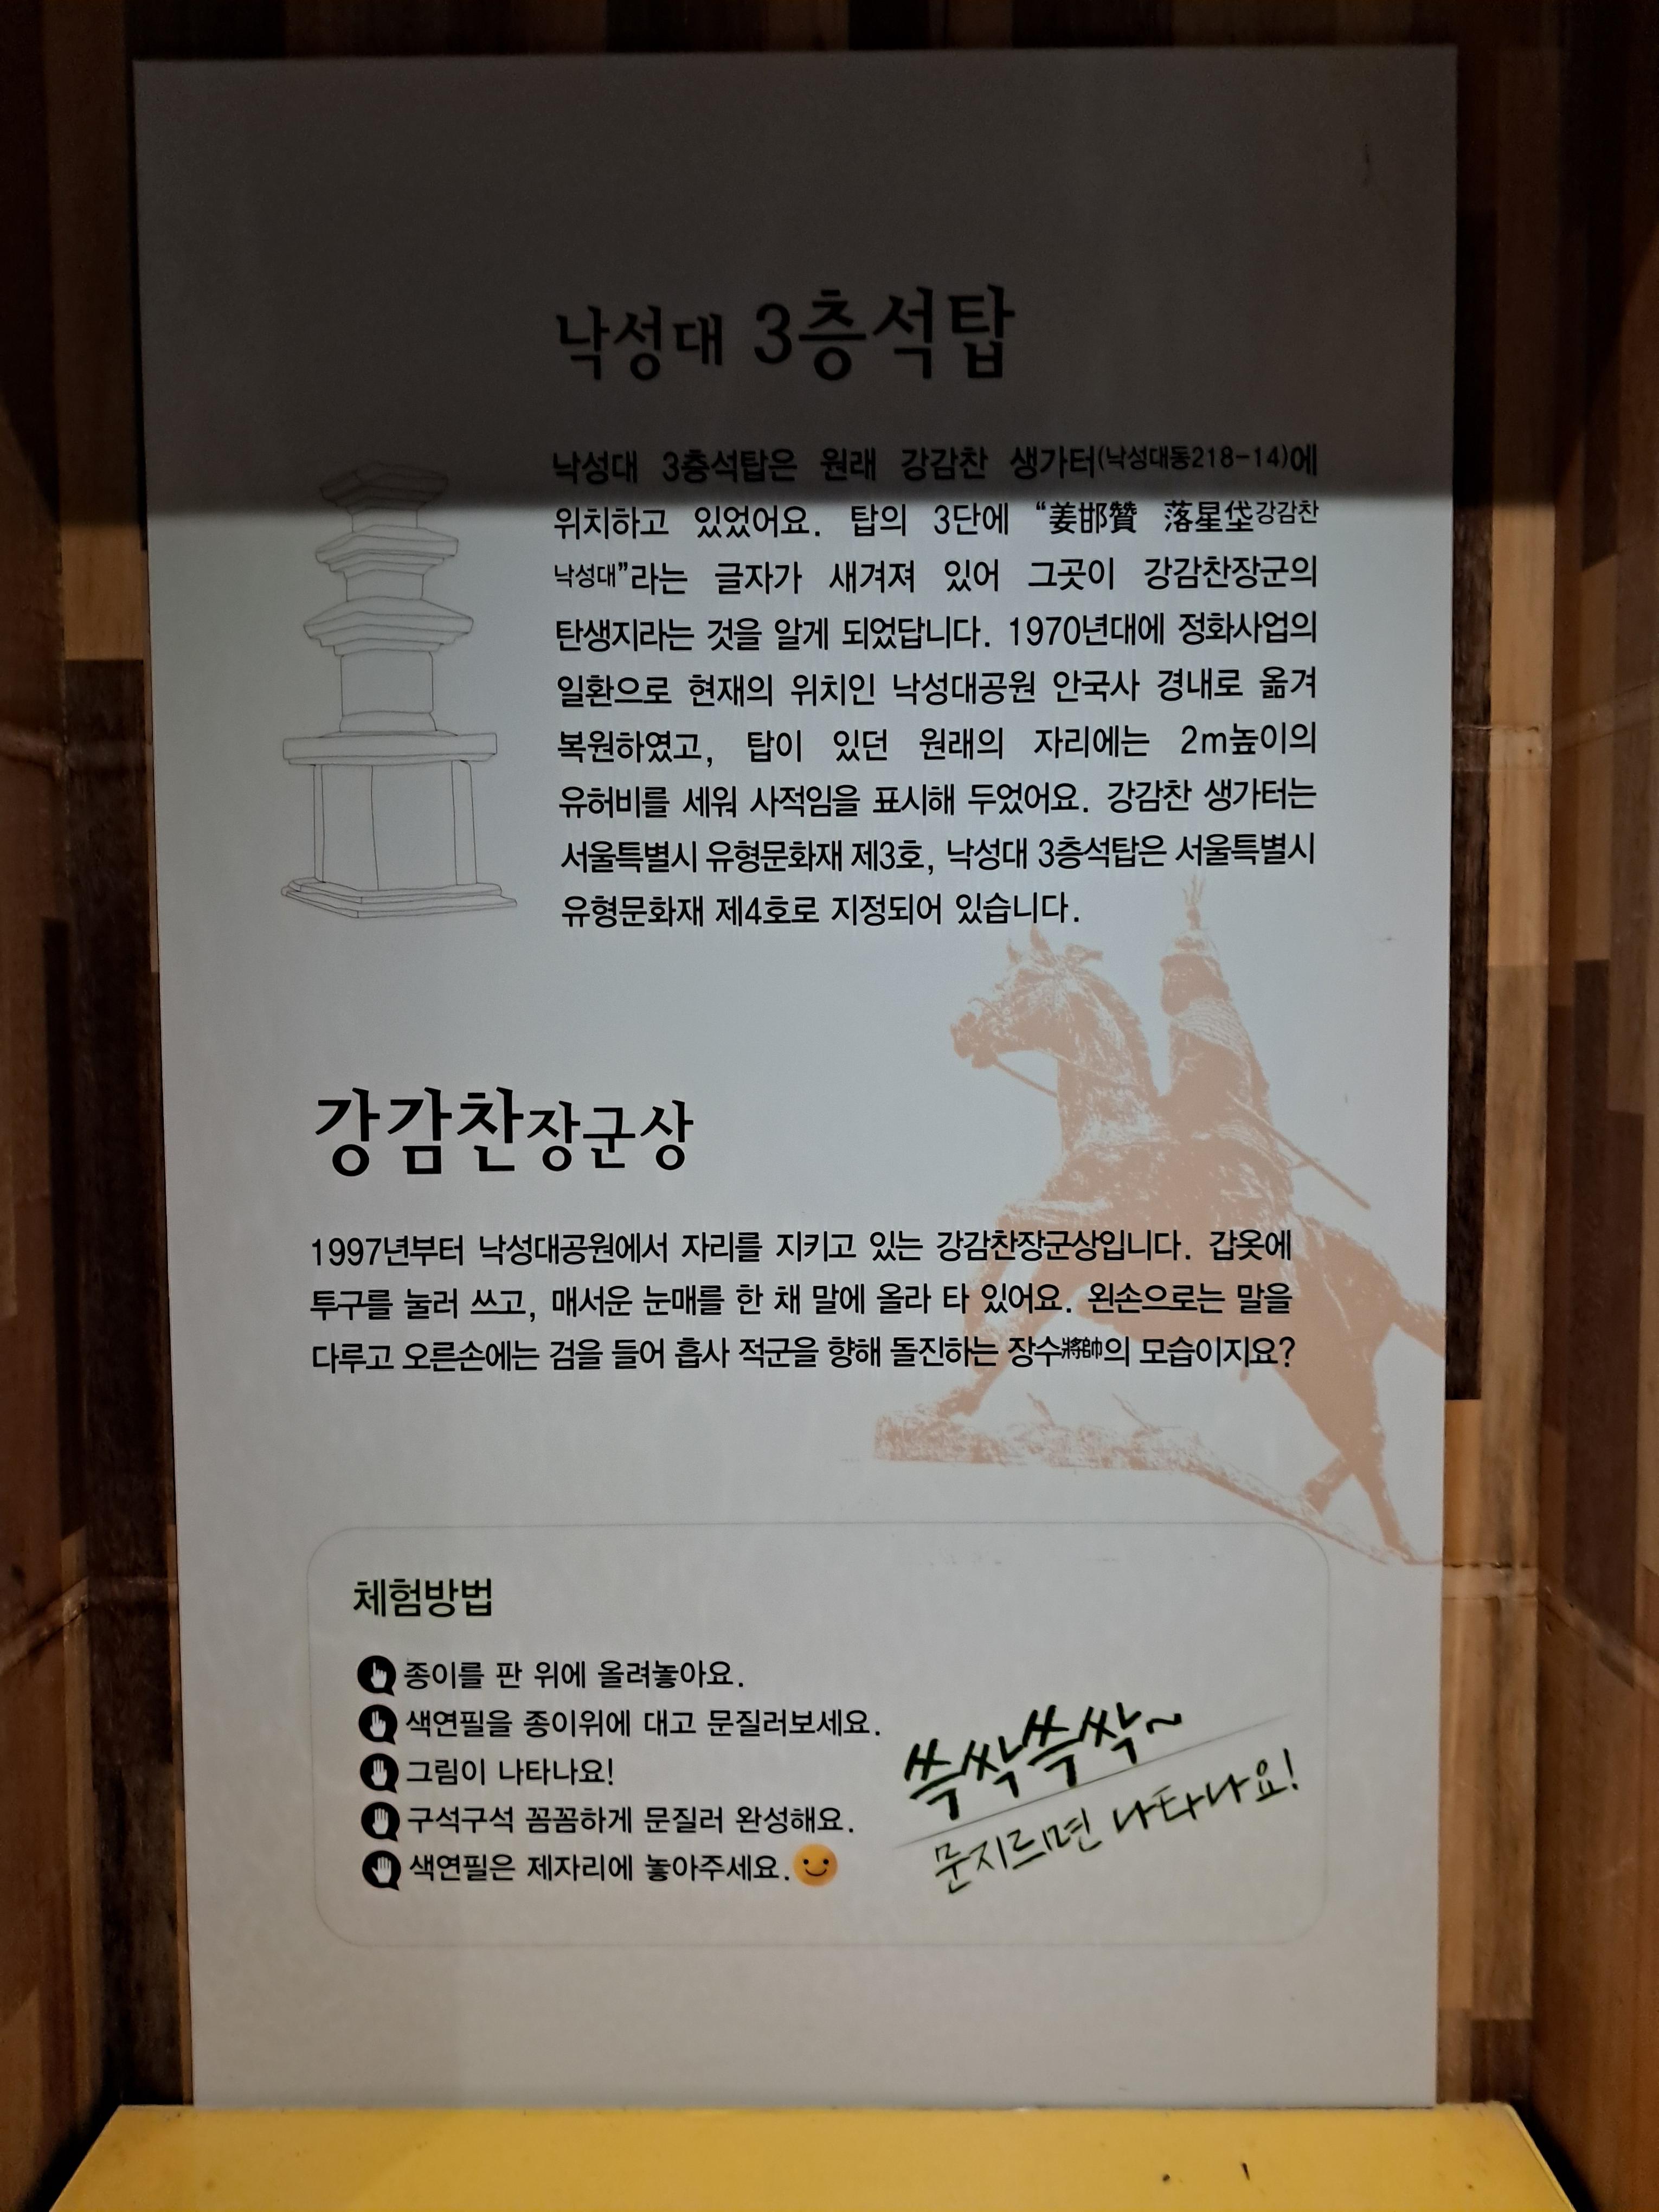 낙성대 3층석탑
낙성대 3층석탑은 원래 강감찬 생가터(낙성대동218-14)에
위치하고 있었어요. 탑의 3단에 “姜邯贊 落星垈강감찬
낙성대”라는 글자가 새겨져 있어 그곳이 강감찬장군의
탄생지라는 것을 알게 되었답니다. 1970년대에 정화사업의
일환으로 현재의 위치인 낙성대공원 안국사 경내로 옮겨
복원하였고, 탑이 있던 원래의 자리에는 2m높이의
유허비를 세워 사적임을 표시해 두었어요. 강감찬 생가터는
서울특별시 유형문화재 제3호, 낙성대 3층석탑은 서울특별시
유형문화재 제4호로 지정되어 있습니다.
강감찬장군상
1997년부터 낙성대공원에서 자리를 지키고 있는 강감찬장군상입니다. 갑옷에
투구를 눌러 쓰고, 매서운 눈매를 한 채 말에 올라 타 있어요. 왼손으로는 말을
다루고 오른손에는 검을 들어 흡사 적군을 향해 돌진하는 장수將帥의 모습이지요?
체험방법
종이를 판 위에 올려놓아요.
색연필을 종이위에 대고 문질러보세요.
그림이 나타나요!
구석구석 꼼꼼하게 문질러 완성해요.
색연필은 제자리에 놓아주세요.
쓱싹쓱싹~
문지르면 나타나요!